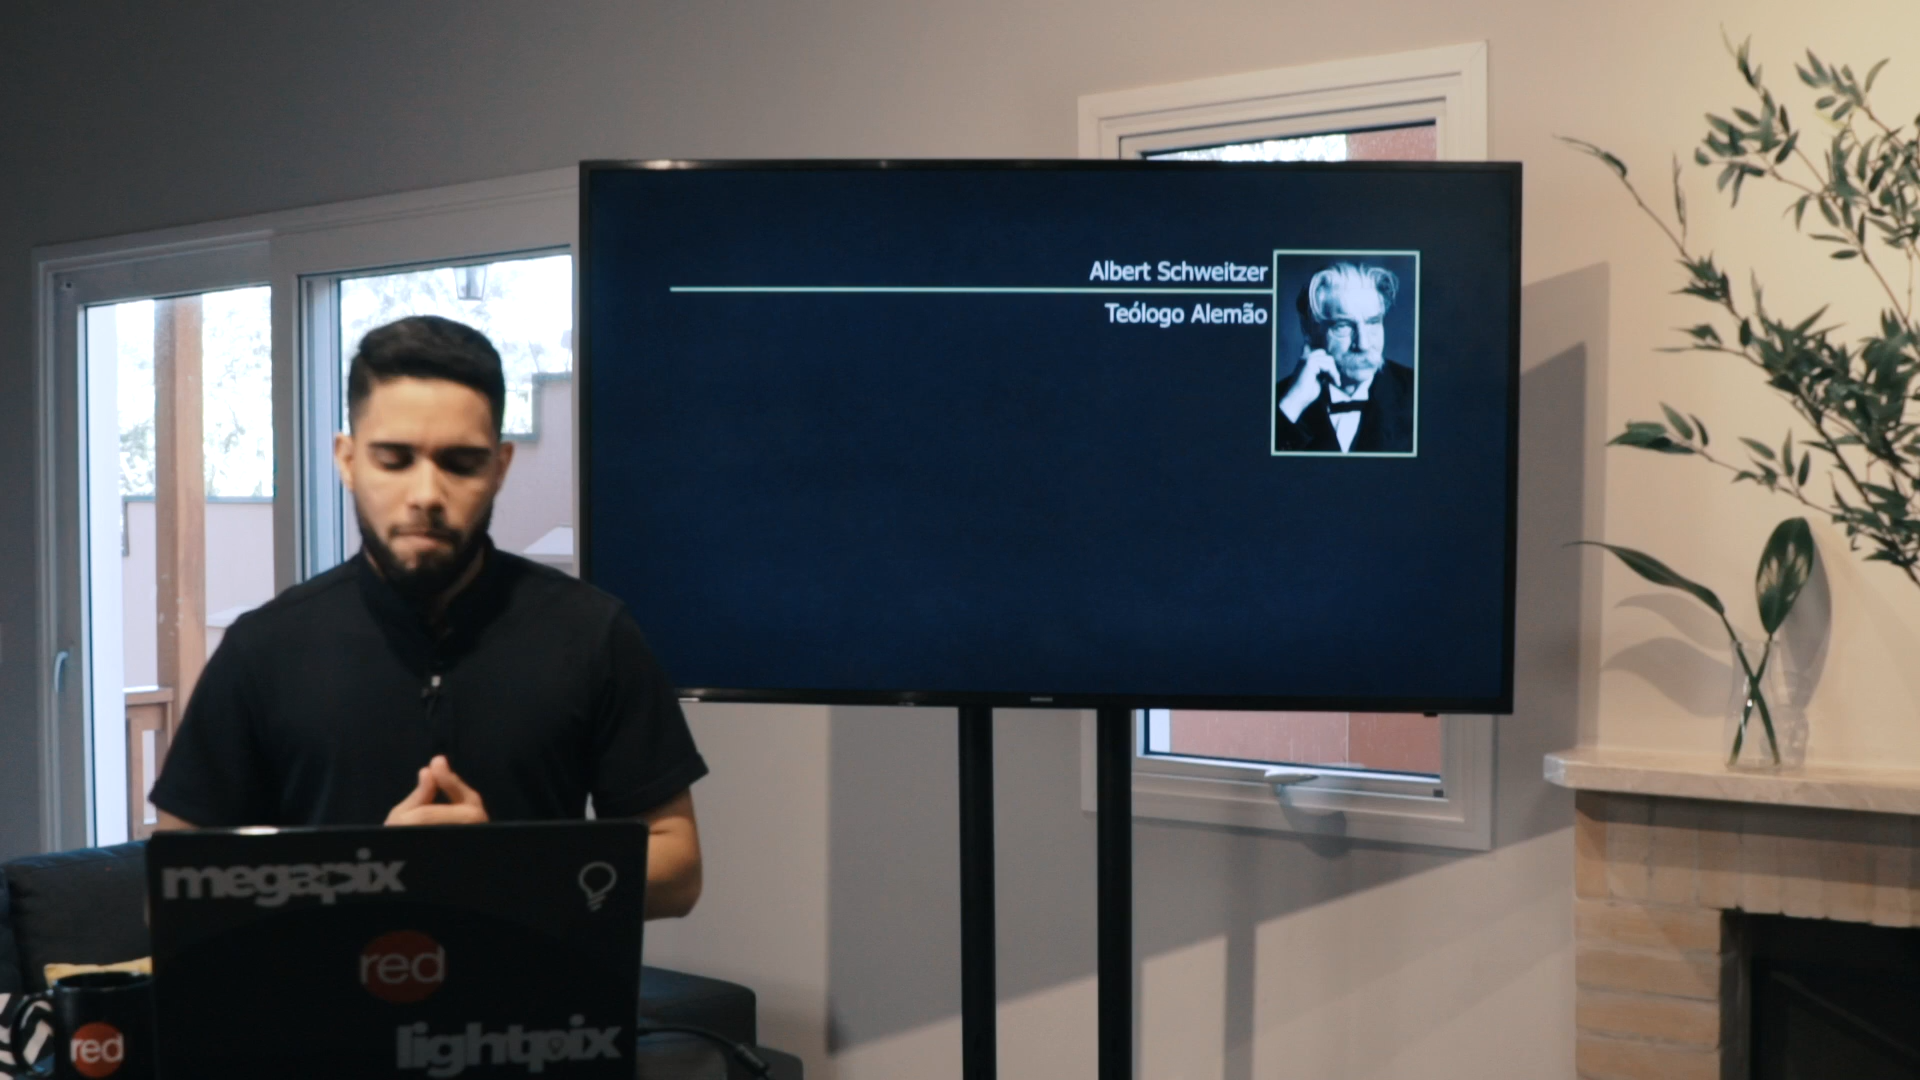 Albert Schweitzer
Teólogo Alemão
megapix
red
lightpix
red